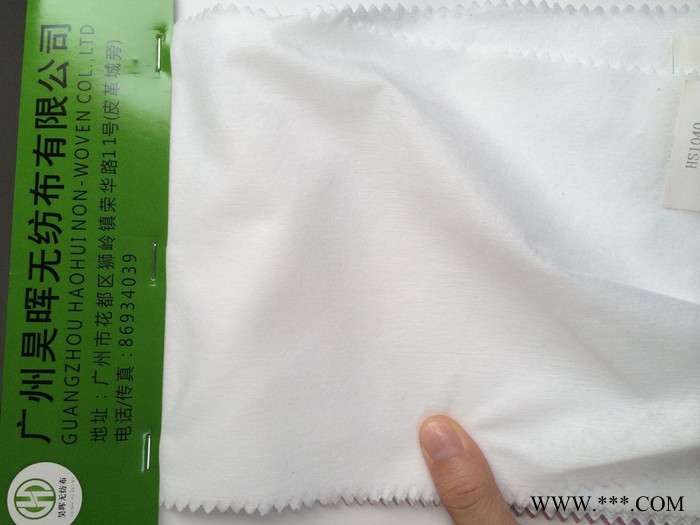 广州昊晖无纺布有限公司
GUANGZHOU HAOHUI NON-WOVEN CO.,LTD
地址:广州市花都区狮岭镇荣华路11号(皮革城旁)
电话/传真:86934039
昊晖无纺布
HS1040
WWW.***.COM